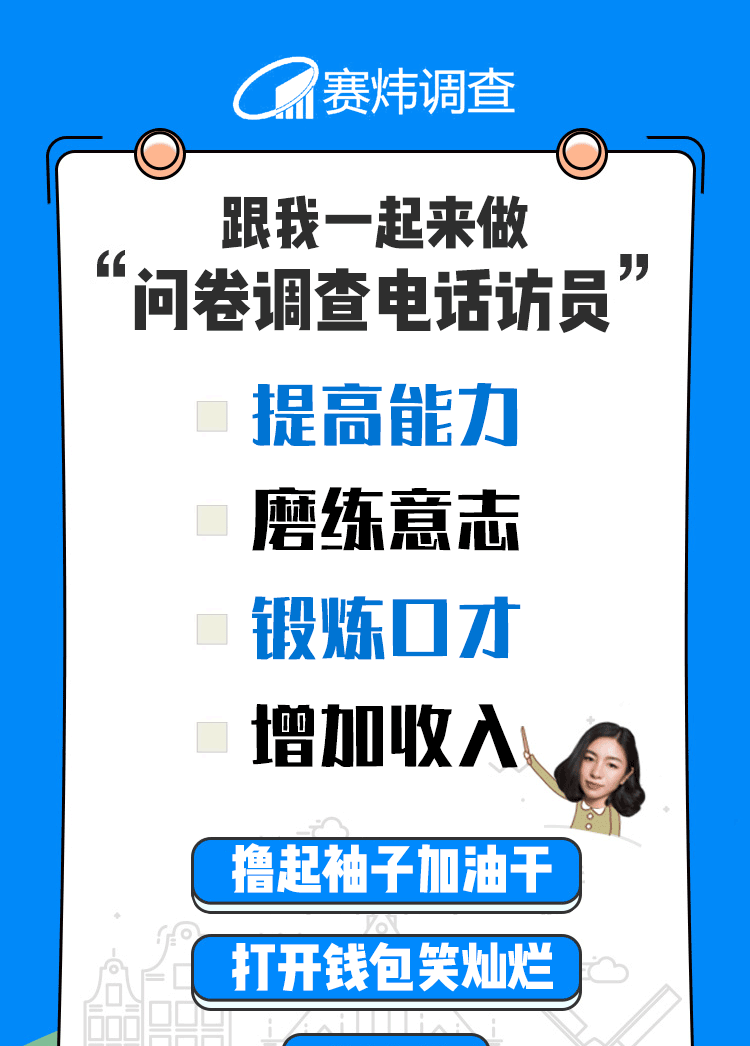 赛炜调查
跟我一起来做
“问卷调查电话访员”
提高能力
磨练意志
锻炼口才
增加收入
撸起袖子加油干
打开钱包笑灿烂